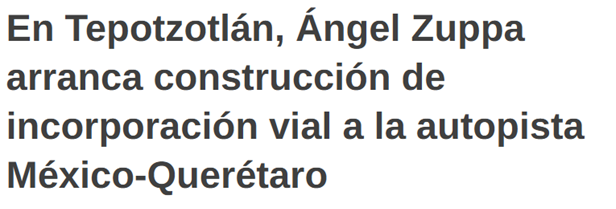 En Tepotzotlán, Ángel Zuppa
arranca construcción de
incorporación vial a la autopista
México-Querétaro